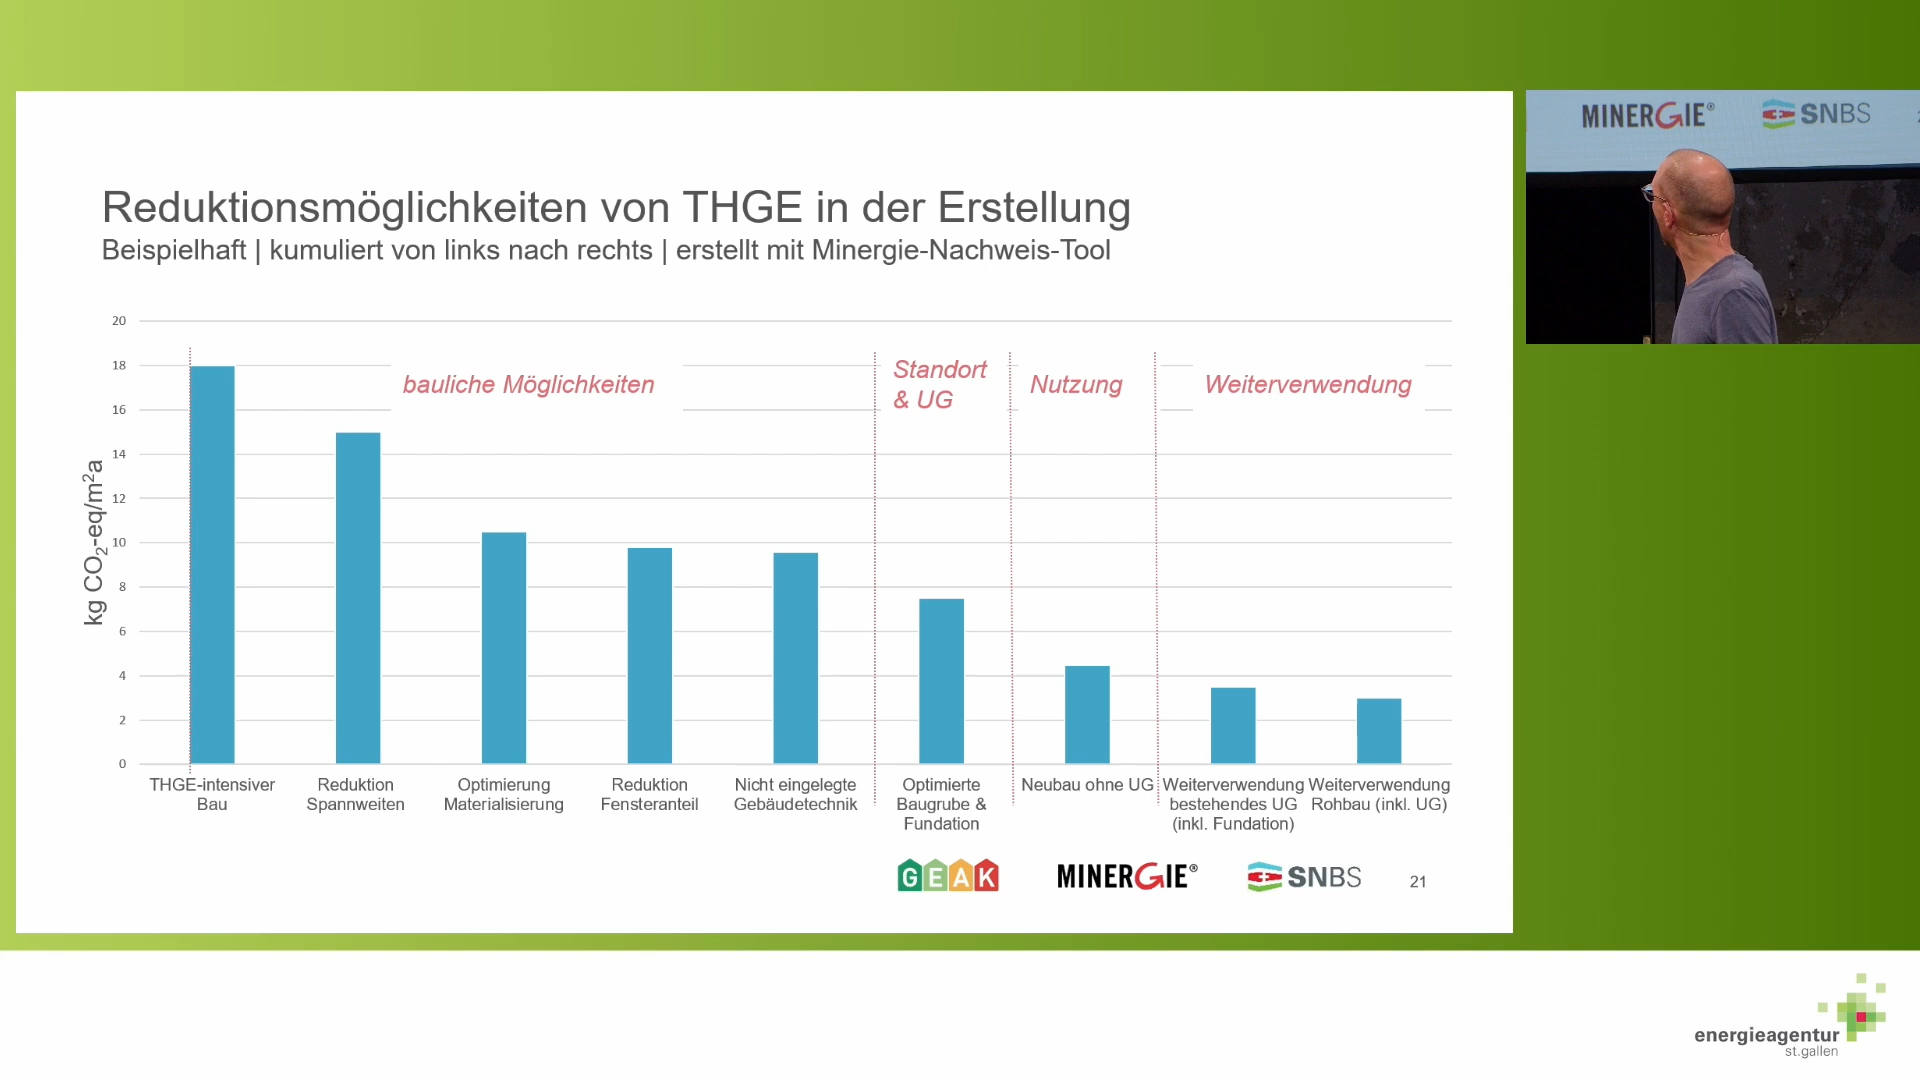 Reduktionsmöglichkeiten von THGE in der Erstellung
Beispielhaft | kumuliert von links nach rechts | erstellt mit Minergie-Nachweis-Tool
kg CO₂-eq/m²a
20
18
16
14
12
10
8
6
4
2
0
bauliche Möglichkeiten
Standort
& UG
Nutzung
Weiterverwendung
THGE-intensiver
Bau
Reduktion
Spannweiten
Optimierung
Materialisierung
Reduktion
Fensteranteil
Nicht eingelegte
Gebäudetechnik
Optimierte
Baugrube &
Fundation
Neubau ohne UG
Weiterverwendung
bestehendes UG
(inkl. Fundation)
Weiterverwendung
Rohbau (inkl. UG)
GEAK
MINERGIE®
SNBS
21
MINERGIE®
SNBS
energieagentur
st.gallen